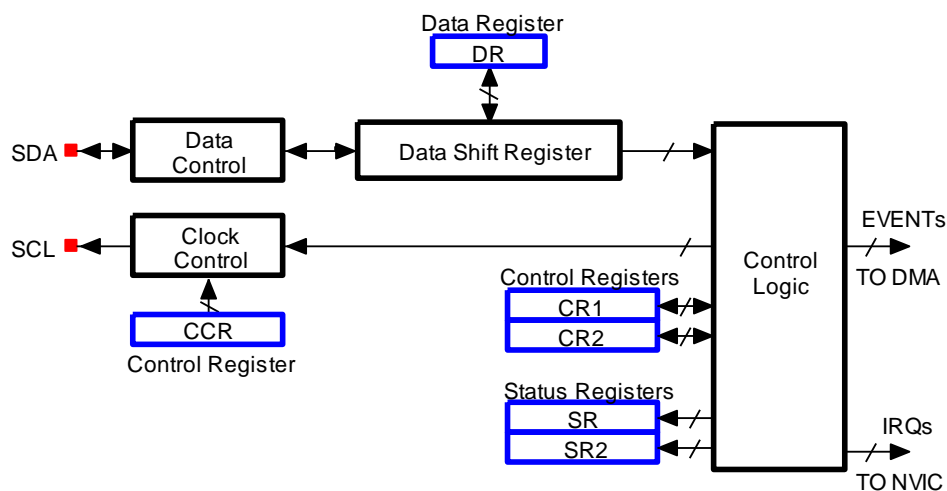 Data Register
DR
SDA
Data
Control
Data Shift Register
SCL
Clock
Control
EVENTs
TO DMA
Control
Logic
Control Registers
CR1
CR2
CCR
Control Register
Status Registers
SR
SR2
IRQs
TO NVIC